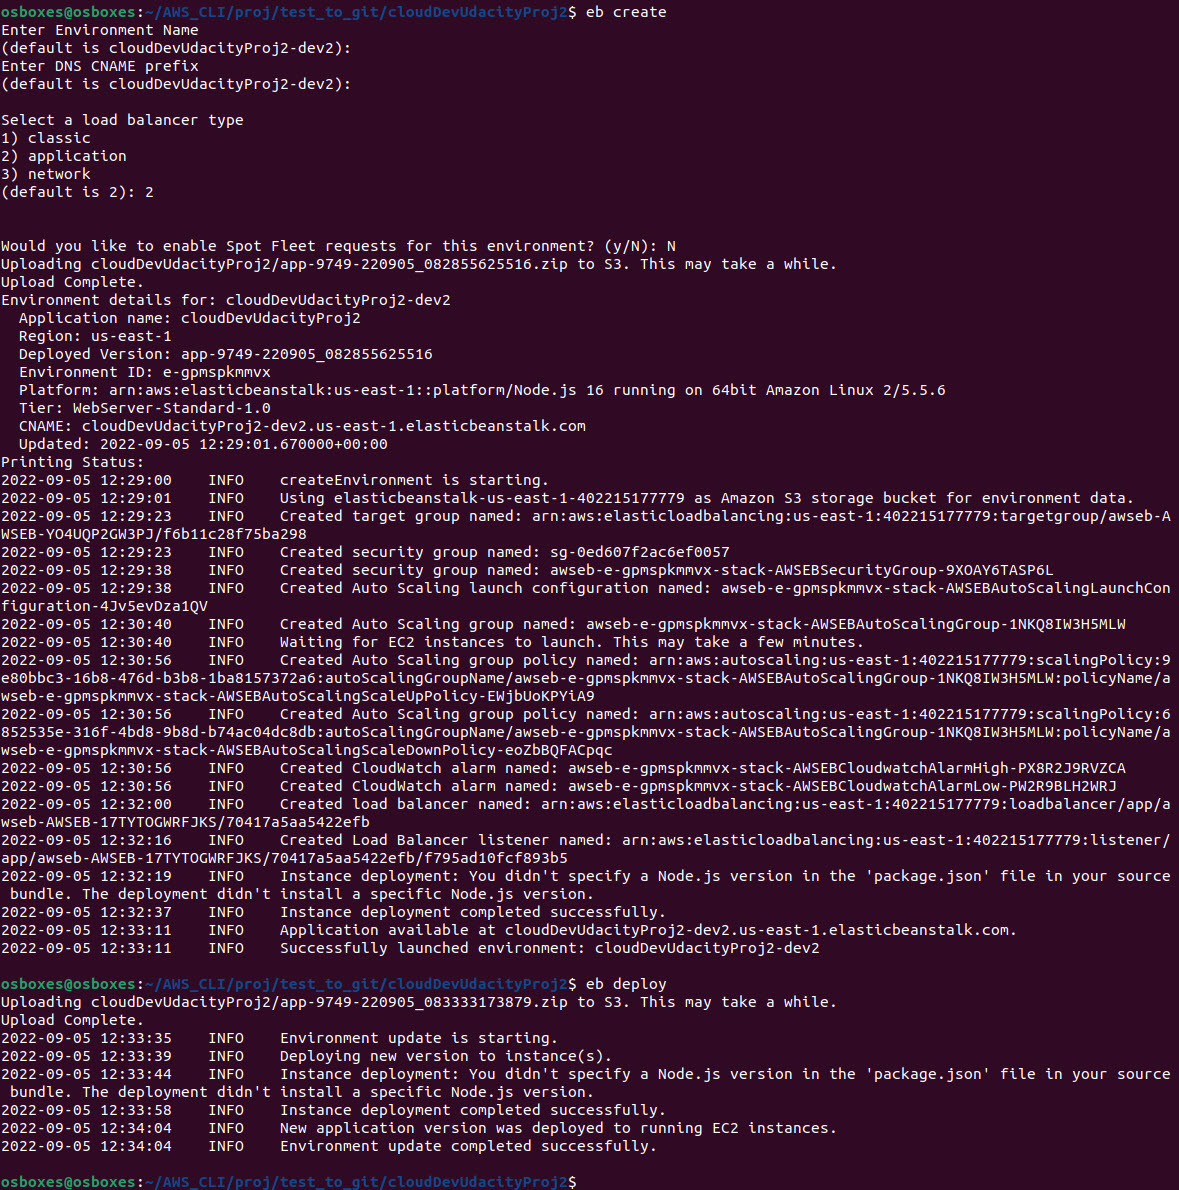 osboxes@osboxes:~/AWS_CLI/proj/test_to_git/cloudDevUdacityProj2$ eb create
Enter Environment Name
(default is cloudDevUdacityProj2-dev2):
Enter DNS CNAME prefix
(default is cloudDevUdacityProj2-dev2):
Select a load balancer type
1) classic
2) application
3) network
(default is 2): 2
Would you like to enable Spot Fleet requests for this environment? (y/N): N
Uploading cloudDevUdacityProj2/app-9749-220905_082855625516.zip to S3. This may take a while.
Upload Complete.
Environment details for: cloudDevUdacityProj2-dev2
  Application name: cloudDevUdacityProj2
  Region: us-east-1
  Deployed Version: app-9749-220905_082855625516
  Environment ID: e-gpmspkmmvx
  Platform: arn:aws:elasticbeanstalk:us-east-1::platform/Node.js 16 running on 64bit Amazon Linux 2/5.5.6
  Tier: WebServer-Standard-1.0
  CNAME: cloudDevUdacityProj2-dev2.us-east-1.elasticbeanstalk.com
  Updated: 2022-09-05 12:29:01.670000+00:00
Printing Status:
2022-09-05 12:29:00    INFO    createEnvironment is starting.
2022-09-05 12:29:01    INFO    Using elasticbeanstalk-us-east-1-402215177779 as Amazon S3 storage bucket for environment data.
2022-09-05 12:29:23    INFO    Created target group named: arn:aws:elasticloadbalancing:us-east-1:402215177779:targetgroup/awseb-A
WSEB-YO4UQP2GW3PJ/f6b11c28f75ba298
2022-09-05 12:29:23    INFO    Created security group named: sg-0ed607f2ac6ef0057
2022-09-05 12:29:38    INFO    Created security group named: awseb-e-gpmspkmmvx-stack-AWSEBSecurityGroup-9XOAY6TASP6L
2022-09-05 12:29:38    INFO    Created Auto Scaling launch configuration named: awseb-e-gpmspkmmvx-stack-AWSEBAutoScalingLaunchCon
figuration-4Jv5evDza1QV
2022-09-05 12:30:40    INFO    Created Auto Scaling group named: awseb-e-gpmspkmmvx-stack-AWSEBAutoScalingGroup-1NKQ8IW3H5MLW
2022-09-05 12:30:40    INFO    Waiting for EC2 instances to launch. This may take a few minutes.
2022-09-05 12:30:56    INFO    Created Auto Scaling group policy named: arn:aws:autoscaling:us-east-1:402215177779:scalingPolicy:9
e80bbc3-16b8-476d-b3b8-1ba8157372a6:autoScalingGroupName/awseb-e-gpmspkmmvx-stack-AWSEBAutoScalingGroup-1NKQ8IW3H5MLW:policyName/a
wseb-e-gpmspkmmvx-stack-AWSEBAutoScalingScaleUpPolicy-EWjbUoKPYiA9
2022-09-05 12:30:56    INFO    Created Auto Scaling group policy named: arn:aws:autoscaling:us-east-1:402215177779:scalingPolicy:6
852535e-316f-4bd8-9b8d-b74ac04dc8db:autoScalingGroupName/awseb-e-gpmspkmmvx-stack-AWSEBAutoScalingGroup-1NKQ8IW3H5MLW:policyName/a
wseb-e-gpmspkmmvx-stack-AWSEBAutoScalingScaleDownPolicy-eoZbBQFACpqc
2022-09-05 12:30:56    INFO    Created CloudWatch alarm named: awseb-e-gpmspkmmvx-stack-AWSEBCloudwatchAlarmHigh-PX8R2J9RVZCA
2022-09-05 12:30:56    INFO    Created CloudWatch alarm named: awseb-e-gpmspkmmvx-stack-AWSEBCloudwatchAlarmLow-PW2R9BLH2WRJ
2022-09-05 12:32:00    INFO    Created load balancer named: arn:aws:elasticloadbalancing:us-east-1:402215177779:loadbalancer/app/a
wseb-AWSEB-17TYTOGWRFJKS/70417a5aa5422efb
2022-09-05 12:32:16    INFO    Created Load Balancer listener named: arn:aws:elasticloadbalancing:us-east-1:402215177779:listener/
app/awseb-AWSEB-17TYTOGWRFJKS/70417a5aa5422efb/f795ad10fcf893b5
2022-09-05 12:32:19    INFO    Instance deployment: You didn't specify a Node.js version in the 'package.json' file in your source
 bundle. The deployment didn't install a specific Node.js version.
2022-09-05 12:32:37    INFO    Instance deployment completed successfully.
2022-09-05 12:33:11    INFO    Application available at cloudDevUdacityProj2-dev2.us-east-1.elasticbeanstalk.com.
2022-09-05 12:33:11    INFO    Successfully launched environment: cloudDevUdacityProj2-dev2
osboxes@osboxes:~/AWS_CLI/proj/test_to_git/cloudDevUdacityProj2$ eb deploy
Uploading cloudDevUdacityProj2/app-9749-220905_083333173879.zip to S3. This may take a while.
Upload Complete.
2022-09-05 12:33:35    INFO    Environment update is starting.
2022-09-05 12:33:39    INFO    Deploying new version to instance(s).
2022-09-05 12:33:44    INFO    Instance deployment: You didn't specify a Node.js version in the 'package.json' file in your source
 bundle. The deployment didn't install a specific Node.js version.
2022-09-05 12:33:58    INFO    Instance deployment completed successfully.
2022-09-05 12:34:04    INFO    New application version was deployed to running EC2 instances.
2022-09-05 12:34:04    INFO    Environment update completed successfully.
osboxes@osboxes:~/AWS_CLI/proj/test_to_git/cloudDevUdacityProj2$